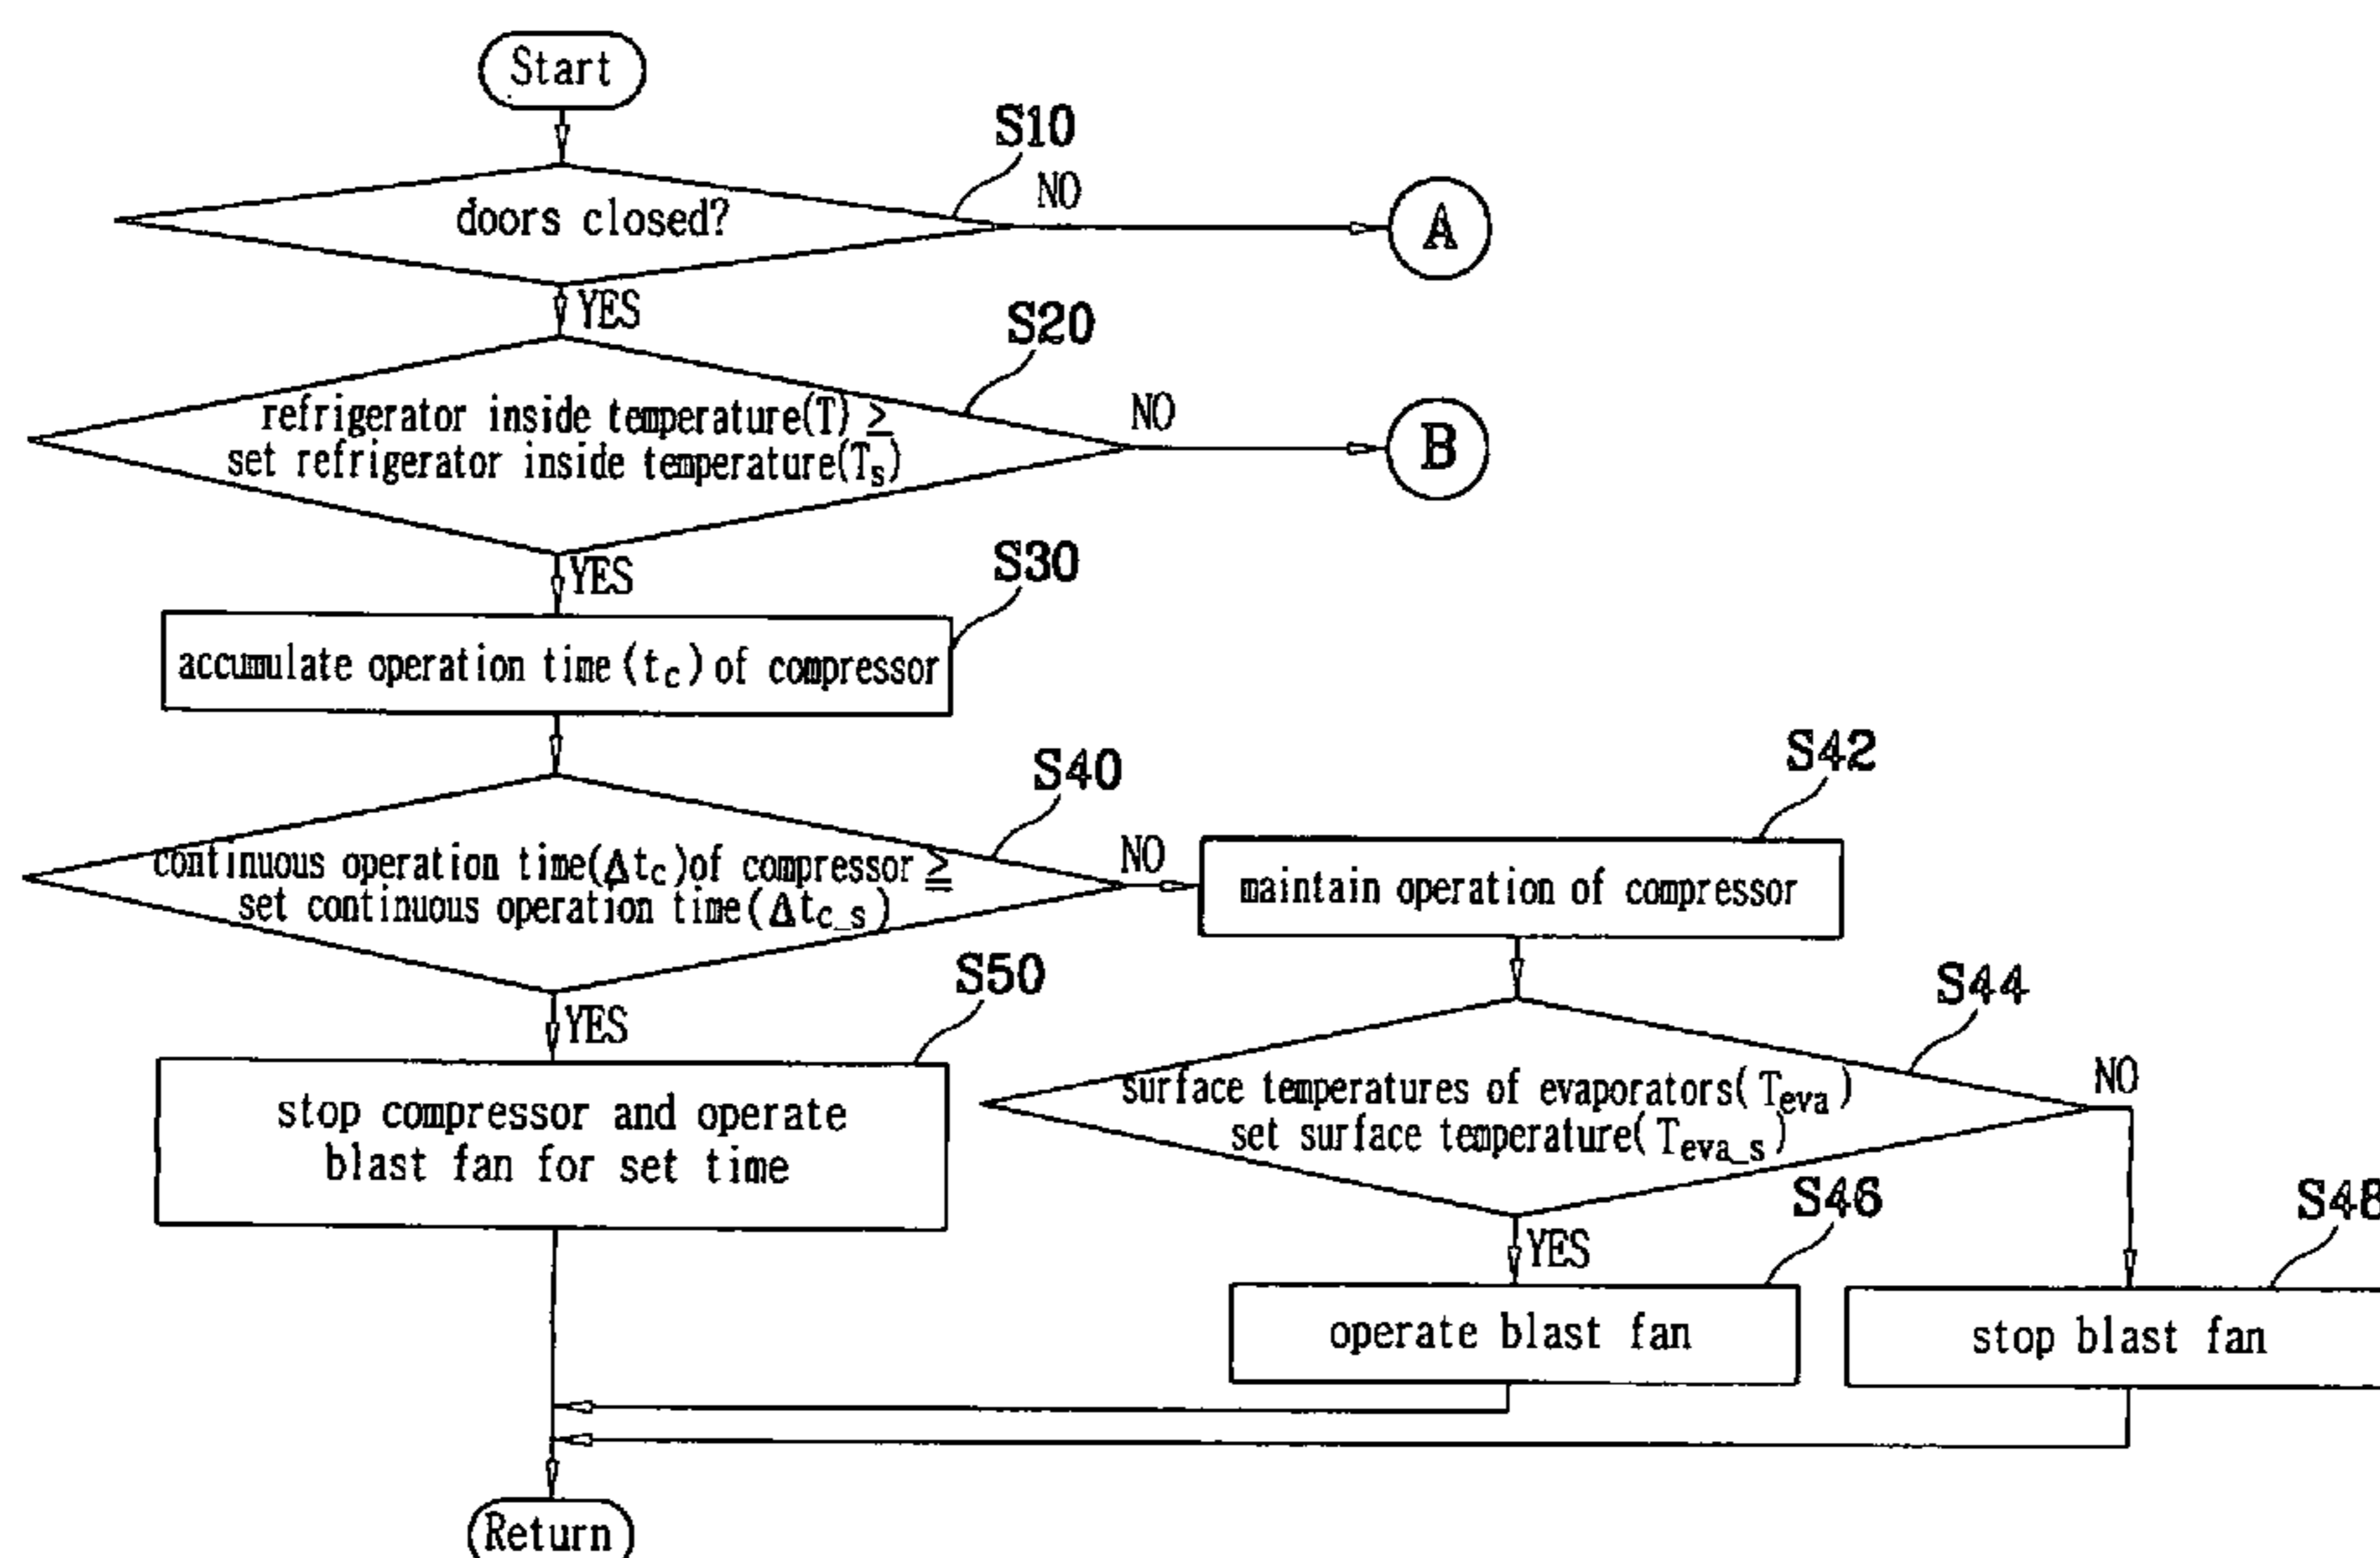 Start
S10
doors closed?
NO
A
YES
S20
refrigerator inside temperature(T) ≥
set refrigerator inside temperature(Ts)
NO
B
YES
S30
accumulate operation time (tc) of compressor
S40
continuous operation time(Δtc)of compressor ≧
set continuous operation time(Δtc_s)
NO
S42
maintain operation of compressor
YES
S50
stop compressor and operate
blast fan for set time
S44
surface temperatures of evaporators(Teva)
set surface temperature(Teva_s)
NO
YES
S46
operate blast fan
S48
stop blast fan
Return